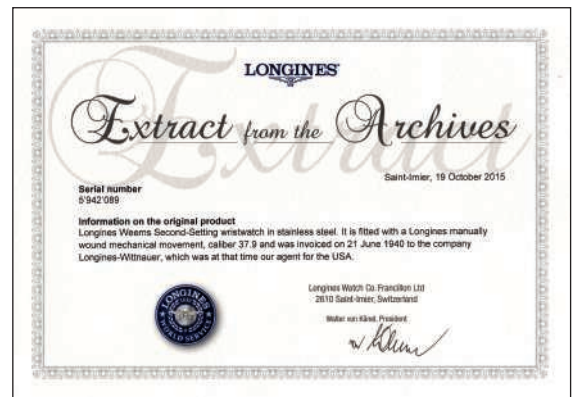 LONGINES
Extract from the Archives
Saint-Imier, 19 October 2015
Serial number
5'942'089
Information on the original product
Longines Weems Second-Setting wristwatch in stainless steel. It is fitted with a Longines manually
wound mechanical movement, caliber 37.9 and was invoiced on 21 June 1940 to the company
Longines-Wittnauer, which was at that time our agent for the USA.
Longines Watch Co. Francillon Ltd
2610 Saint-Imier, Switzerland
Walter von Känel, President
LONGINES
WORLD SERVICE